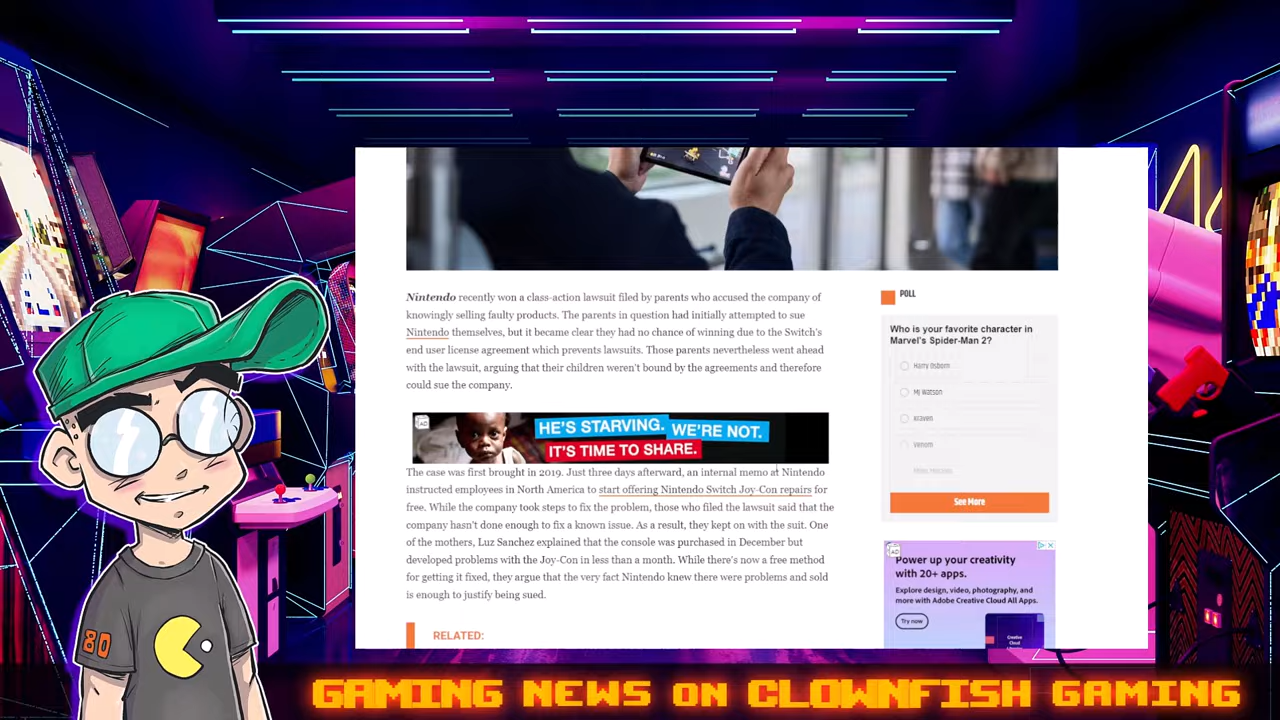 Nintendo recently won a class-action lawsuit filed by parents who accused the company of
knowingly selling faulty products. The parents in question had initially attempted to sue
Nintendo themselves, but it became clear they had no chance of winning due to the Switch's
end user license agreement which prevents lawsuits. Those parents nevertheless went ahead
with the lawsuit, arguing that their children weren't bound by the agreements and therefore
could sue the company.
AD
HE'S STARVING. WE'RE NOT.
IT'S TIME TO SHARE.
The case was first brought in 2019. Just three days afterward, an internal memo at Nintendo
instructed employees in North America to start offering Nintendo Switch Joy-Con repairs for
free. While the company took steps to fix the problem, those who filed the lawsuit said that the
company hasn't done enough to fix a known issue. As a result, they kept on with the suit. One
of the mothers, Luz Sanchez explained that the console was purchased in December but
developed problems with the Joy-Con in less than a month. While there's now a free method
for getting it fixed, they argue that the very fact Nintendo knew there were problems and sold
is enough to justify being sued.
RELATED:
POLL
Who is your favorite character in
Marvel's Spider-Man 2?
Harry Osborn
MJ Watson
Kraven
Venom
Miles Morales
See More
AD
Power up your creativity
with 20+ apps.
Explore design, video, photography, and
more with Adobe Creative Cloud All Apps.
Try now
Creative
Cloud
80
GAMING NEWS ON CLOWNFISH GAMING